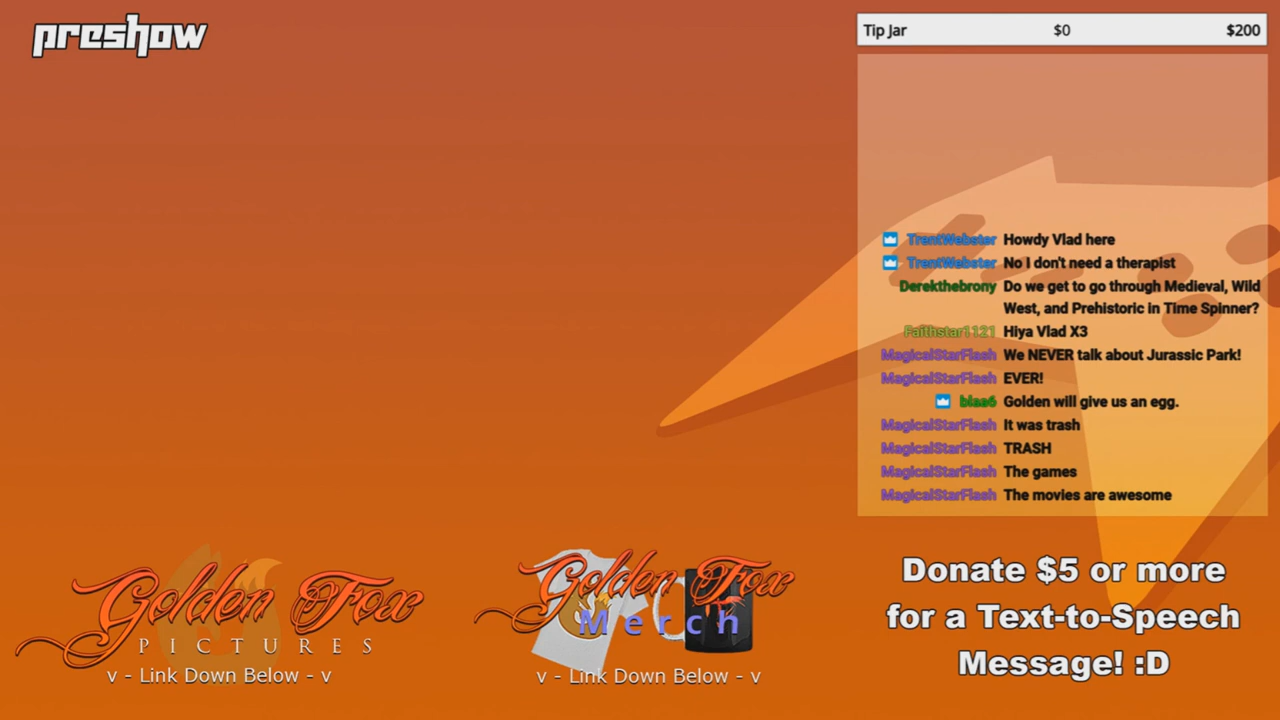 preshow
Tip Jar $0 $200
TrentWebster Howdy Vlad here
TrentWebster No I don't need a therapist
Derekthebrony Do we get to go through Medieval, Wild
West, and Prehistoric in Time Spinner?
Faithstar1121 Hiya Vlad X3
MagicalStarFlash We NEVER talk about Jurassic Park!
MagicalStarFlash EVER!
blaa6 Golden will give us an egg.
MagicalStarFlash It was trash
MagicalStarFlash TRASH
MagicalStarFlash The games
MagicalStarFlash The movies are awesome
Golden Fox
PICTURES
v - Link Down Below - v
Golden Fox
Merch
v - Link Down Below - v
Donate $5 or more
for a Text-to-Speech
Message! :D